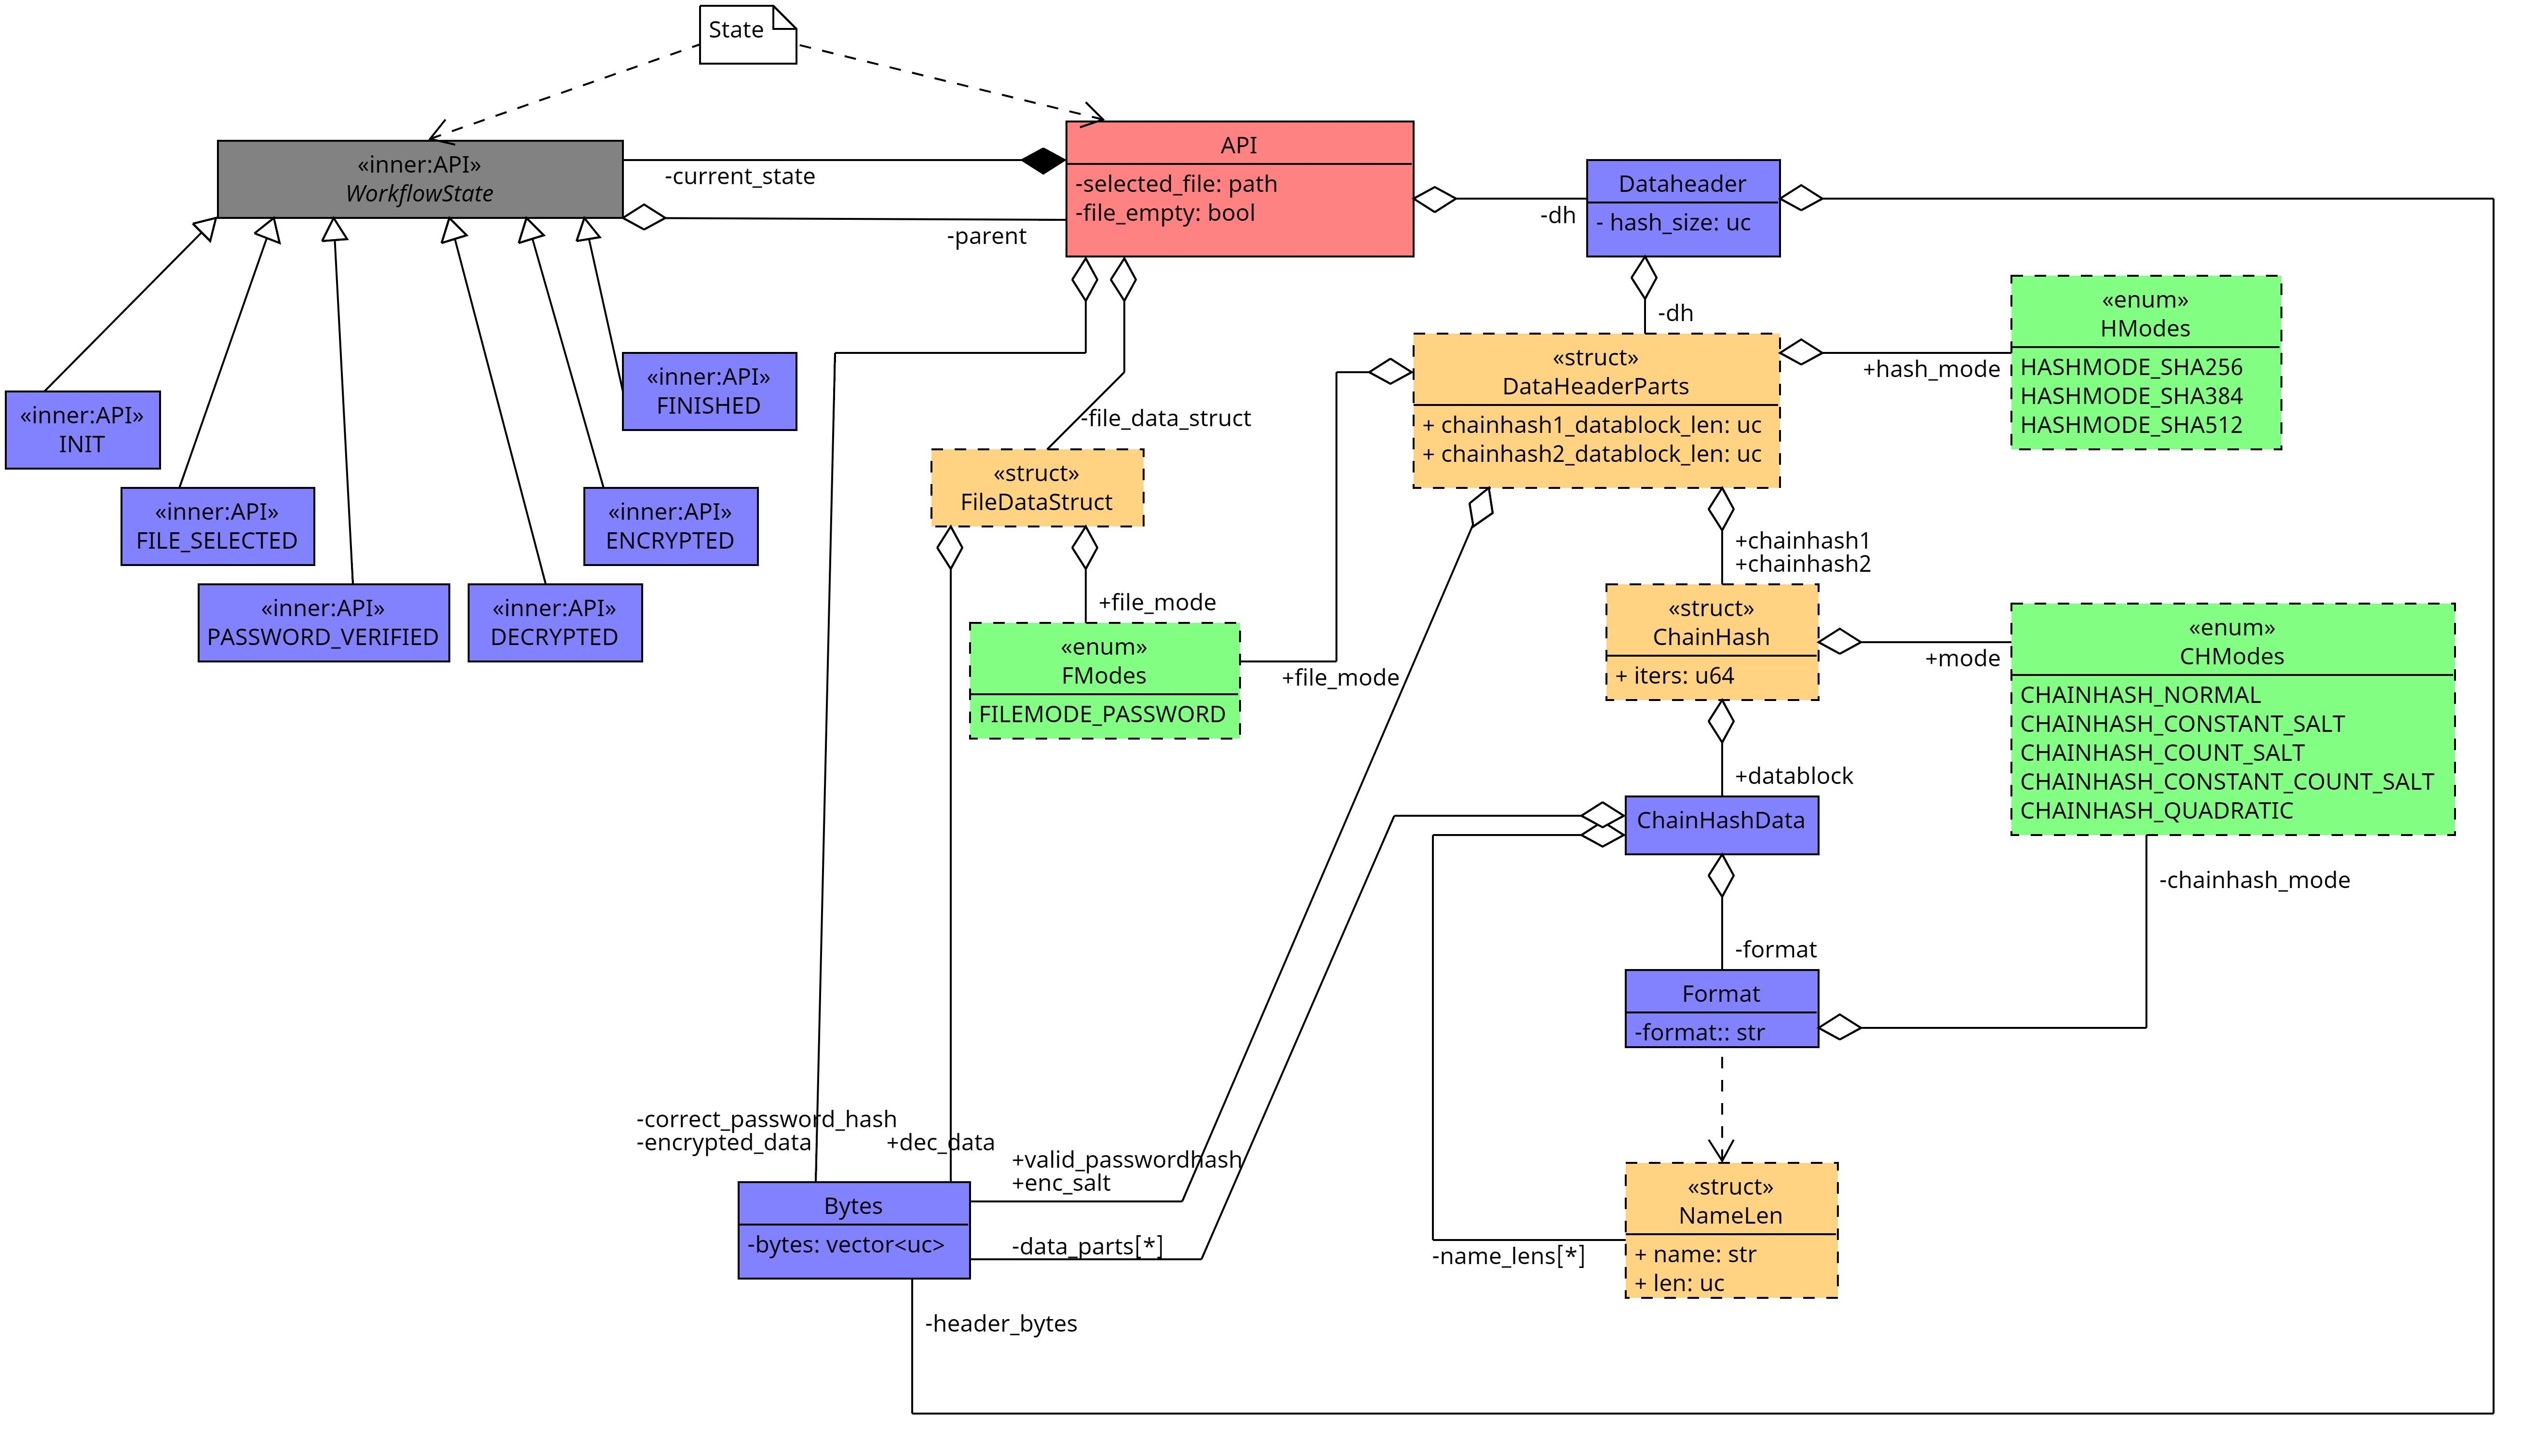 State
«inner:API»
WorkflowState
-current_state
-parent
API
-selected_file: path
-file_empty: bool
-dh
Dataheader
- hash_size: uc
-dh
«enum»
HModes
HASHMODE_SHA256
HASHMODE_SHA384
HASHMODE_SHA512
+hash_mode
«struct»
DataHeaderParts
+ chainhash1_datablock_len: uc
+ chainhash2_datablock_len: uc
«inner:API»
INIT
«inner:API»
FINISHED
«inner:API»
FILE_SELECTED
«inner:API»
ENCRYPTED
«inner:API»
PASSWORD_VERIFIED
«inner:API»
DECRYPTED
-file_data_struct
«struct»
FileDataStruct
+file_mode
«enum»
FModes
FILEMODE_PASSWORD
+file_mode
+chainhash1
+chainhash2
«struct»
ChainHash
+ iters: u64
+mode
«enum»
CHModes
CHAINHASH_NORMAL
CHAINHASH_CONSTANT_SALT
CHAINHASH_COUNT_SALT
CHAINHASH_CONSTANT_COUNT_SALT
CHAINHASH_QUADRATIC
+datablock
ChainHashData
-chainhash_mode
-format
Format
-format:: str
-correct_password_hash
-encrypted_data
+dec_data
+valid_passwordhash
+enc_salt
Bytes
-bytes: vector<uc>
-data_parts[*]
-name_lens[*]
«struct»
NameLen
+ name: str
+ len: uc
-header_bytes